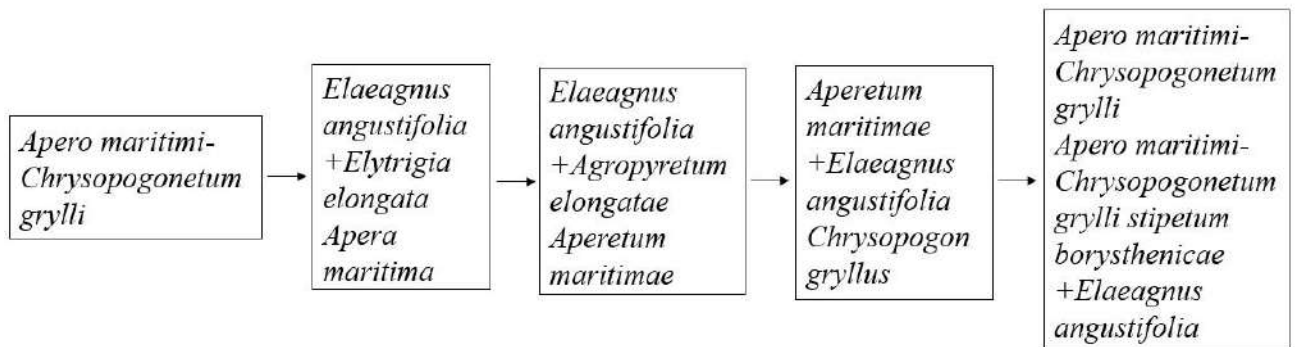 Apero maritimi-
Chrysopogonetum
grylli
Elaeagnus
angustifolia
+Elytrigia
elongata
Apera
maritima
Elaeagnus
angustifolia
+Agropyretum
elongatae
Aperetum
maritimae
Aperetum
maritimae
+Elaeagnus
angustifolia
Chrysopogon
gryllus
Apero maritimi-
Chrysopogonetum
grylli
Apero maritimi-
Chrysopogonetum
grylli stipetum
borysthenicae
+Elaeagnus
angustifolia